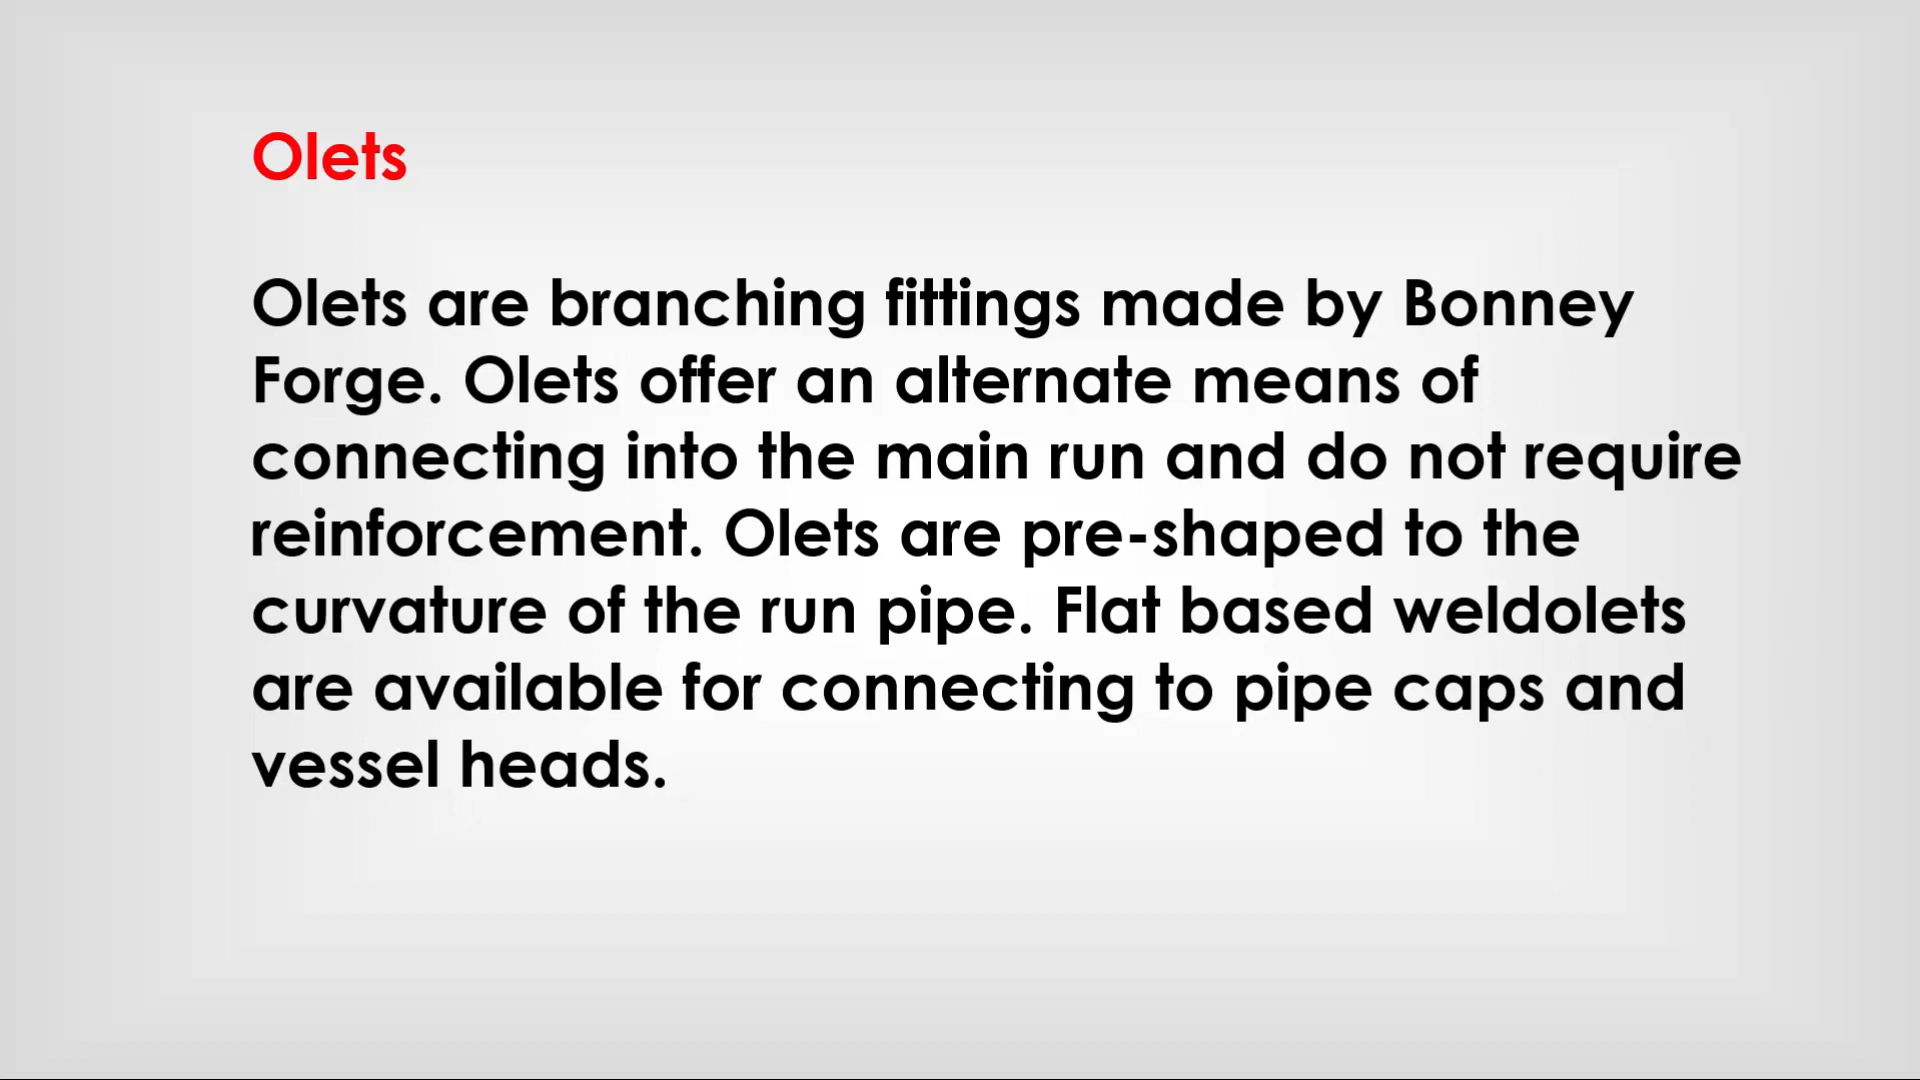 Olets
Olets are branching fittings made by Bonney
Forge. Olets offer an alternate means of
connecting into the main run and do not require
reinforcement. Olets are pre-shaped to the
curvature of the run pipe. Flat based weldolets
are available for connecting to pipe caps and
vessel heads.